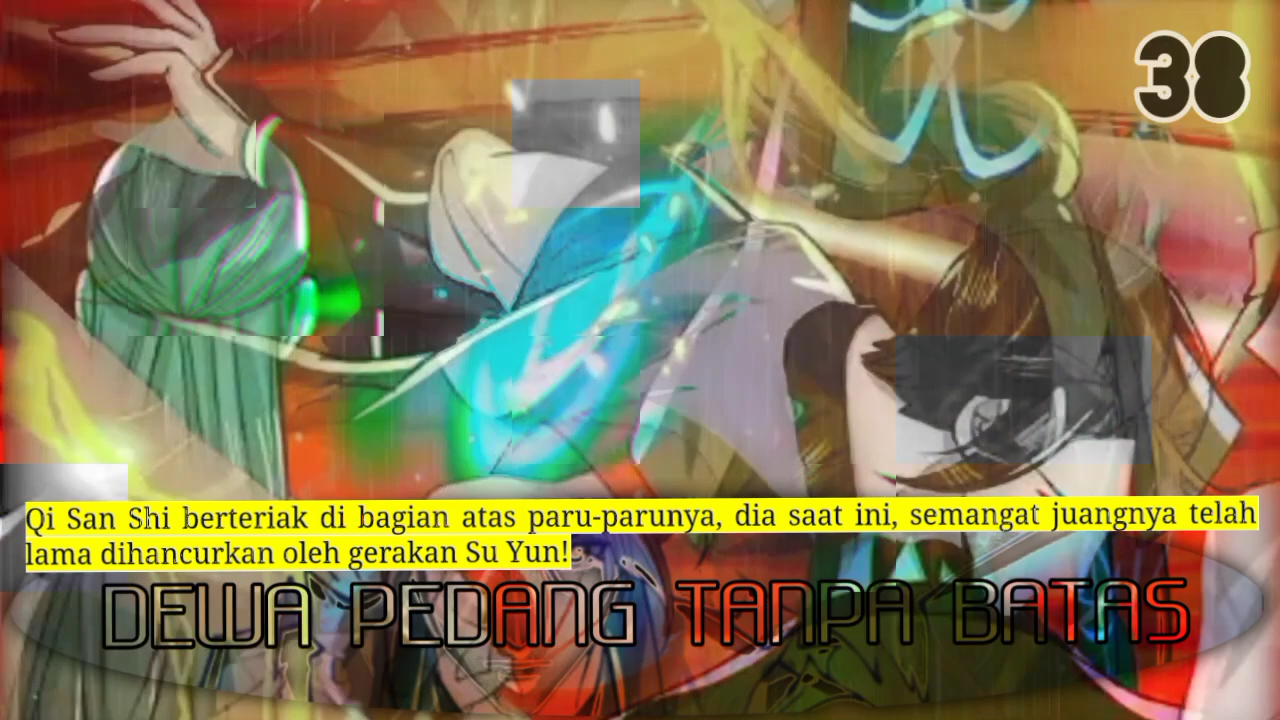 38
Qi San Shi berteriak di bagian atas paru-parunya, dia saat ini, semangat juangnya telah
lama dihancurkan oleh gerakan Su Yun!
DEWA PEDANG TANPA BATAS